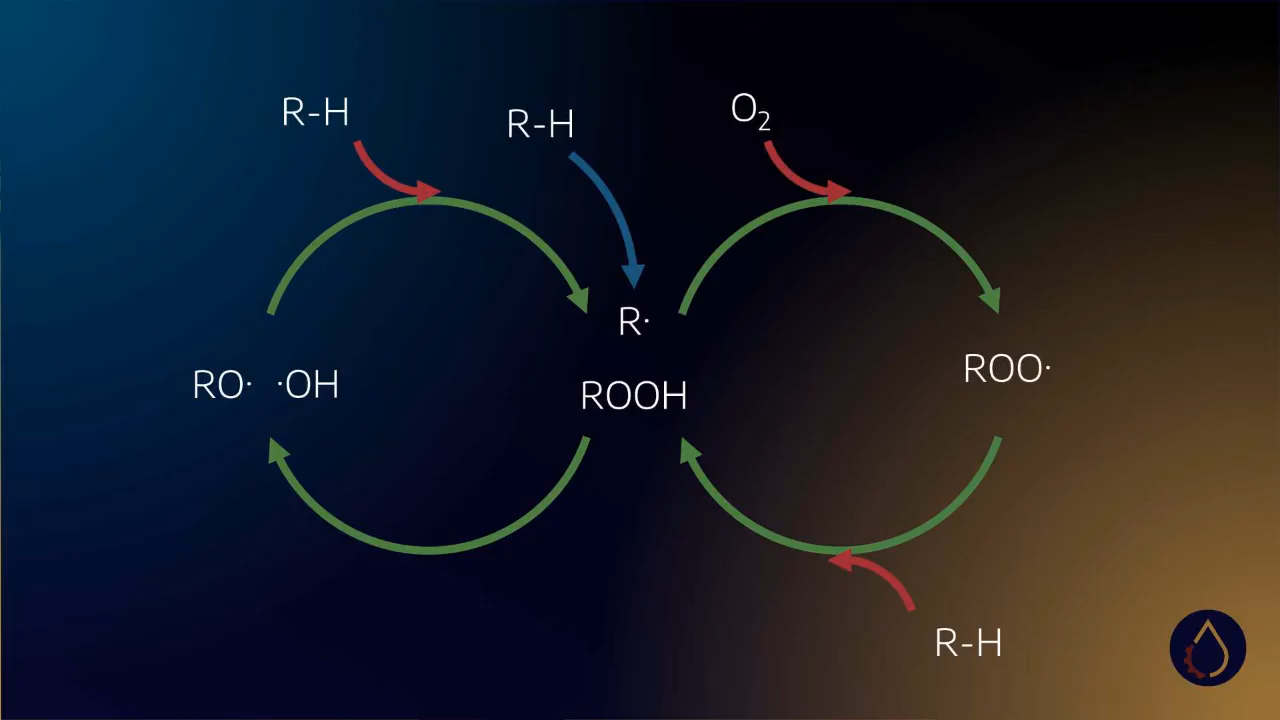 R-H
R-H
O₂
R·
RO· ·OH
ROOH
ROO·
R-H